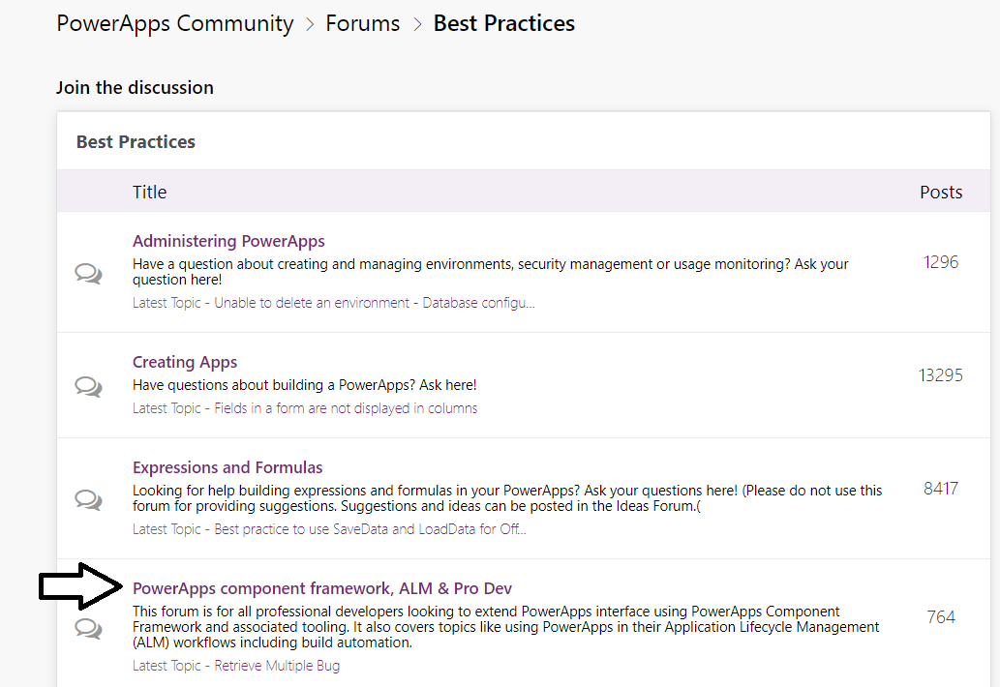 PowerApps Community > Forums > Best Practices
Join the discussion
Best Practices
Title Posts
Administering PowerApps
Have a question about creating and managing environments, security management or usage monitoring? Ask your
question here!
1296
Latest Topic - Unable to delete an environment - Database configu...
Creating Apps
Have questions about building a PowerApps? Ask here!
13295
Latest Topic - Fields in a form are not displayed in columns
Expressions and Formulas
Looking for help building expressions and formulas in your PowerApps? Ask your questions here! (Please do not use this
forum for providing suggestions. Suggestions and ideas can be posted in the Ideas Forum.(
8417
Latest Topic - Best practice to use SaveData and LoadData for Off...
PowerApps component framework, ALM & Pro Dev
This forum is for all professional developers looking to extend PowerApps interface using PowerApps Component
Framework and associated tooling. It also covers topics like using PowerApps in their Application Lifecycle Management
(ALM) workflows including build automation.
764
Latest Topic - Retrieve Multiple Bug